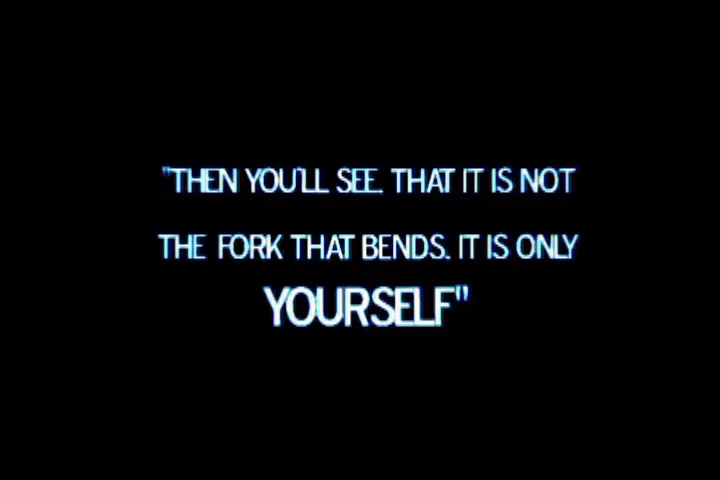 "THEN YOU'LL SEE. THAT IT IS NOT
THE FORK THAT BENDS. IT IS ONLY
YOURSELF"